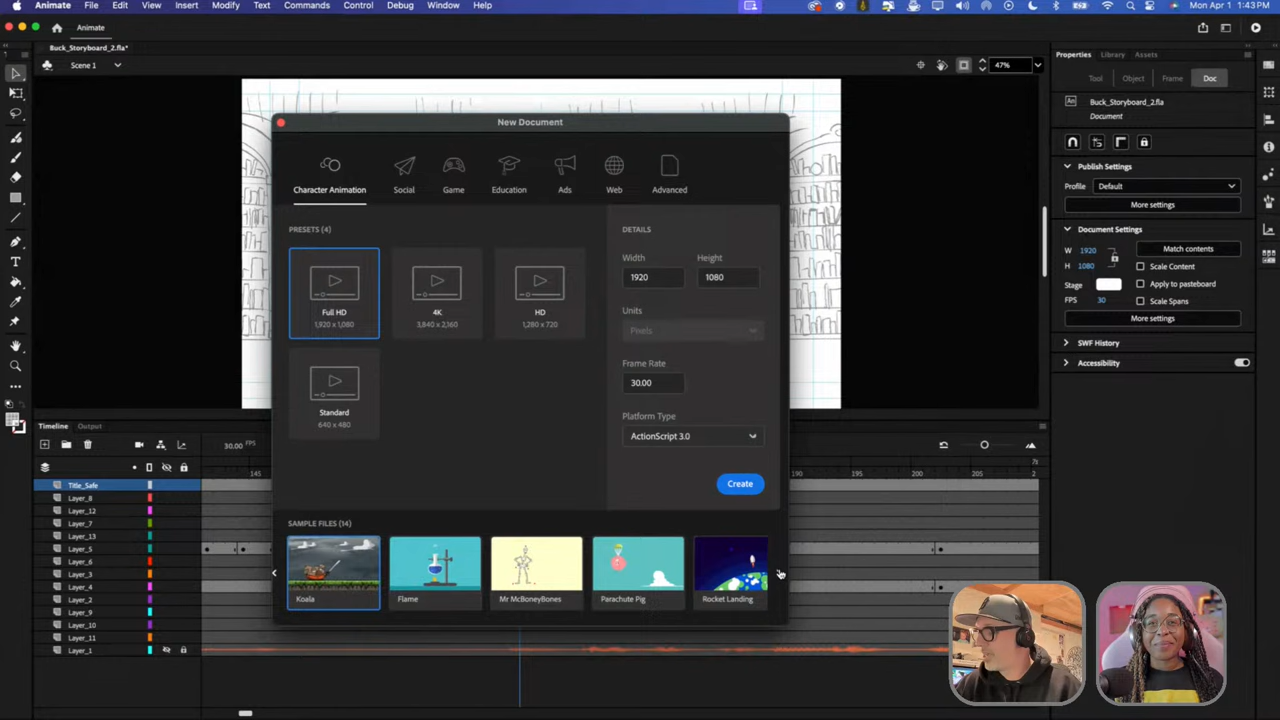 Animate File Edit View Insert Modify Text Commands Control Debug Window Help Mon Apr 1 1:43 PM
Animate
Buck_Storyboard_2.fla*
Scene 1
47%
New Document
Character Animation Social Game Education Ads Web Advanced
PRESETS (4)
Full HD
1,920 x 1,080
4K
3,840 x 2,160
HD
1,280 x 720
Standard
640 x 480
DETAILS
Width Height
1920 1080
Units
Pixels
Frame Rate
30.00
Platform Type
ActionScript 3.0
Create
SAMPLE FILES (14)
Koala Flame Mr McBoneyBones Parachute Pig Rocket Landing
Properties Library Assets
Tool Object Frame Doc
An Buck_Storyboard_2.fla
Document
Publish Settings
Profile Default
More settings
Document Settings
W 1920 Match contents
H 1080 Scale Content
Stage Apply to pasteboard
FPS 30 Scale Spans
More settings
SWF History
Accessibility
Timeline Output
30.00 FPS
145 190 195 200 205
Title_Safe
Layer_8
Layer_12
Layer_7
Layer_13
Layer_5
Layer_6
Layer_3
Layer_4
Layer_2
Layer_9
Layer_10
Layer_11
Layer_1